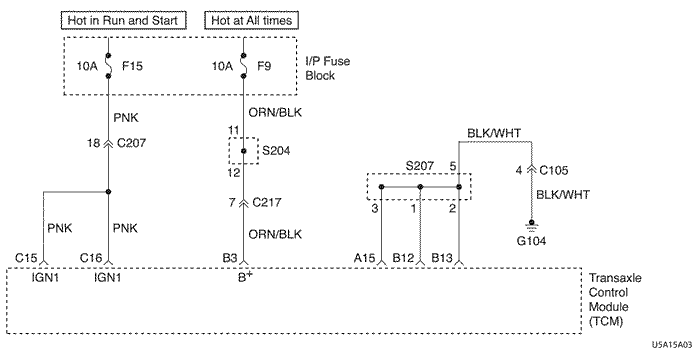 Hot in Run and Start
Hot at All times
10A F15
10A F9
I/P Fuse
Block
PNK
ORN/BLK
18 C207
11
S204
12
BLK/WHT
S207
5
4 C105
7 C217
3
1
2
BLK/WHT
PNK
PNK
ORN/BLK
G104
C15
C16
B3
A15
B12
B13
IGN1
IGN1
B+
Transaxle
Control
Module
(TCM)
U5A15A03